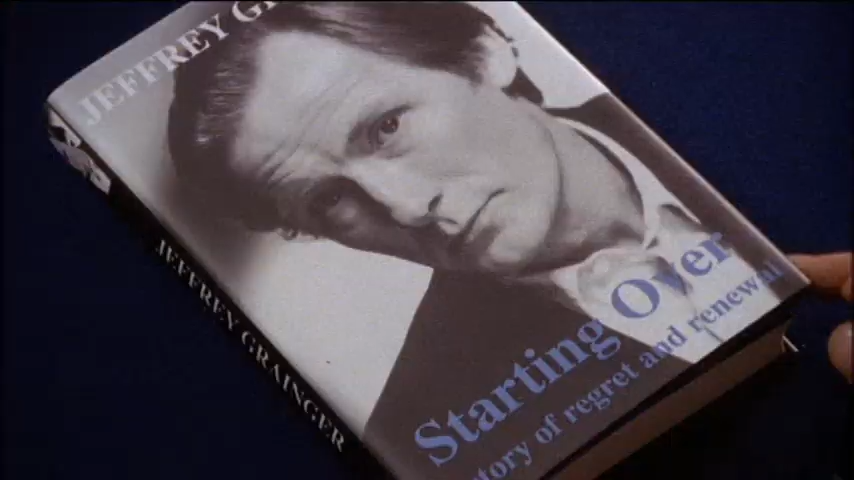 JEFFREY G
Starting Over
story of regret and renewal
JEFFREY GRAINGER